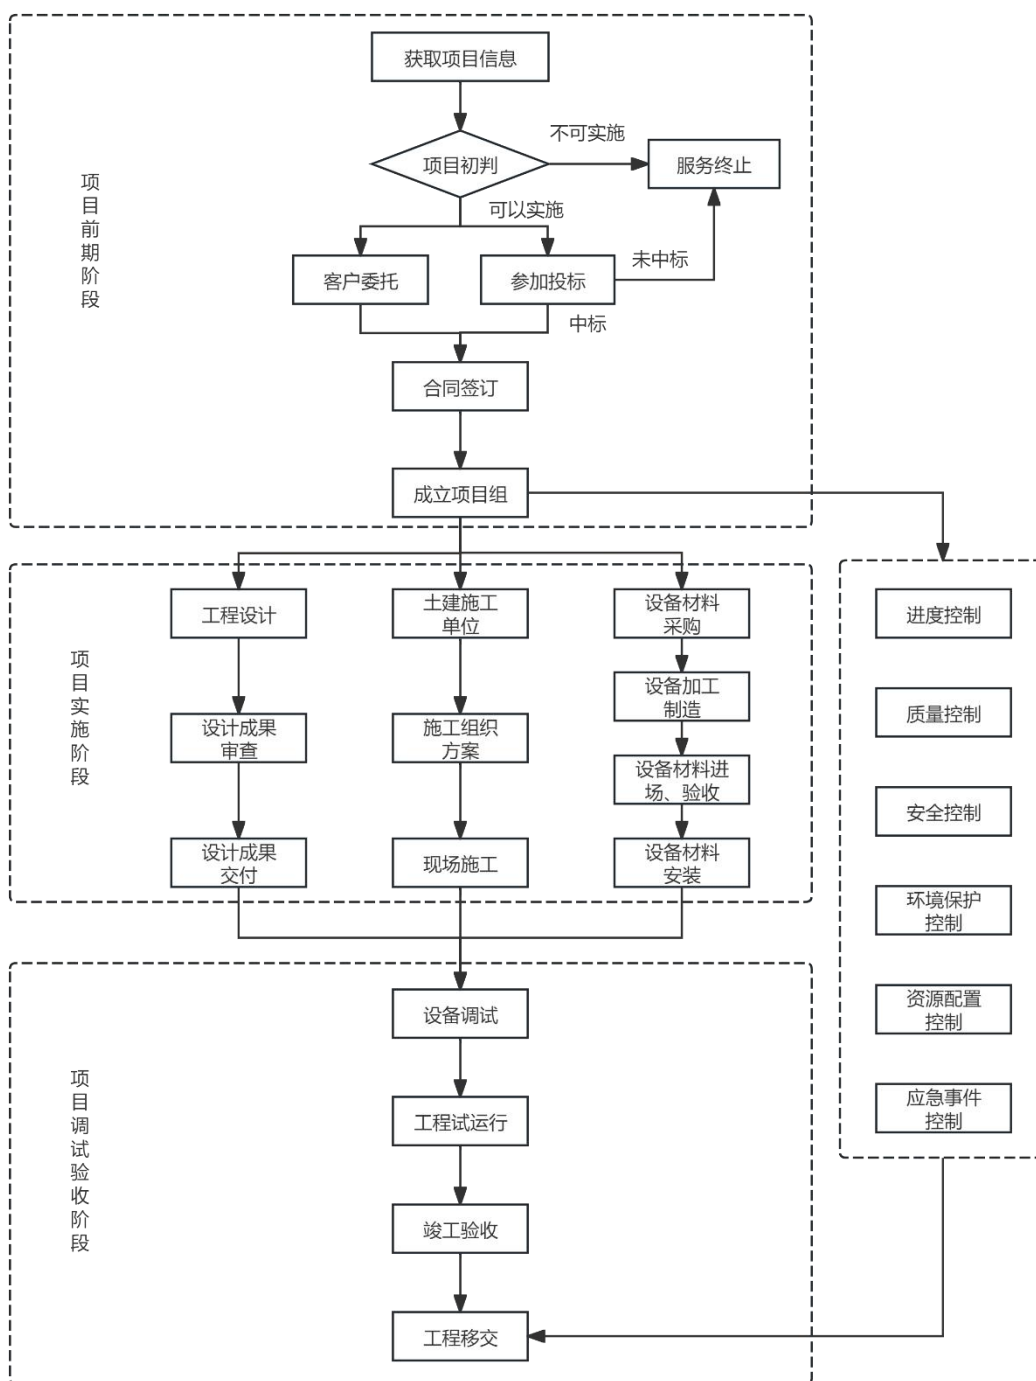 获取项目信息
不可实施
项目初判
服务终止
可以实施
项目前期阶段
客户委托
参加投标
未中标
中标
合同签订
成立项目组
工程设计
土建施工
单位
设备材料
采购
进度控制
项目实施阶段
设备加工
制造
设计成果
审查
施工组织
方案
质量控制
设备材料进
场、验收
安全控制
设计成果
交付
现场施工
设备材料
安装
环境保护
控制
设备调试
资源配置
控制
项目调试验收阶段
工程试运行
应急事件
控制
竣工验收
工程移交